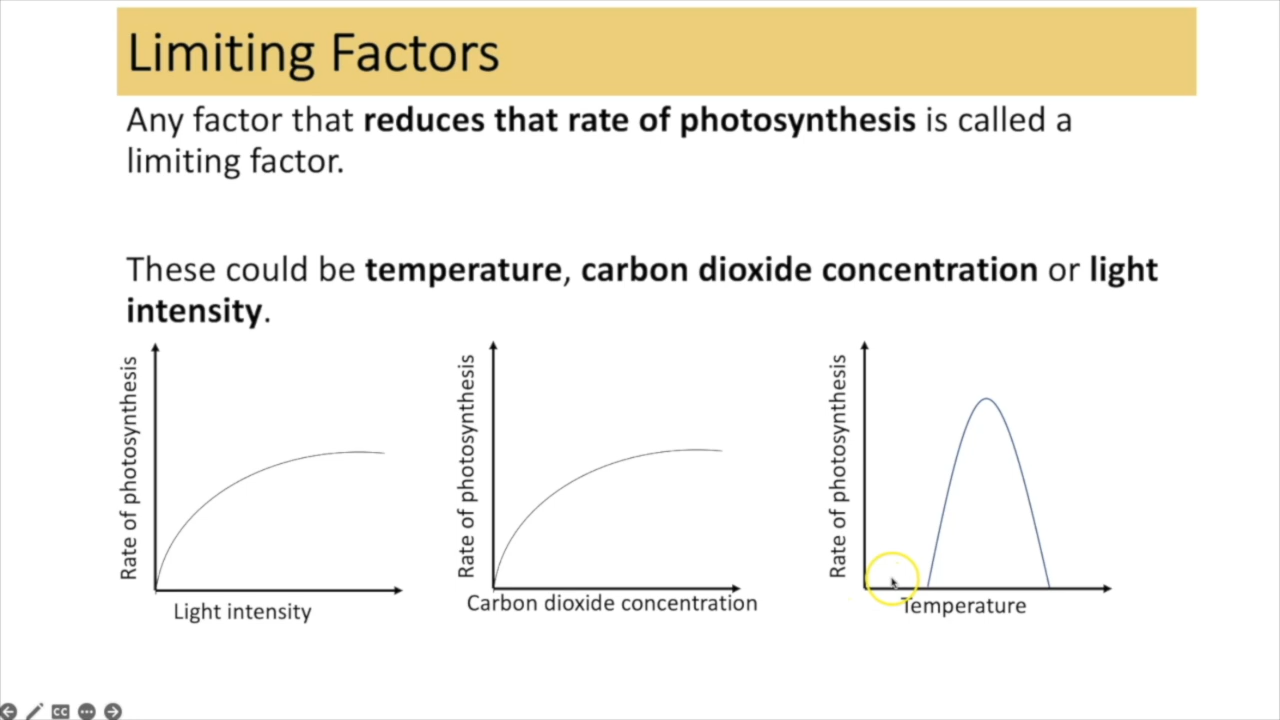 Limiting Factors
Any factor that reduces that rate of photosynthesis is called a
limiting factor.
These could be temperature, carbon dioxide concentration or light
intensity.
Rate of photosynthesis
Light intensity
Rate of photosynthesis
Carbon dioxide concentration
Rate of photosynthesis
Temperature
CC